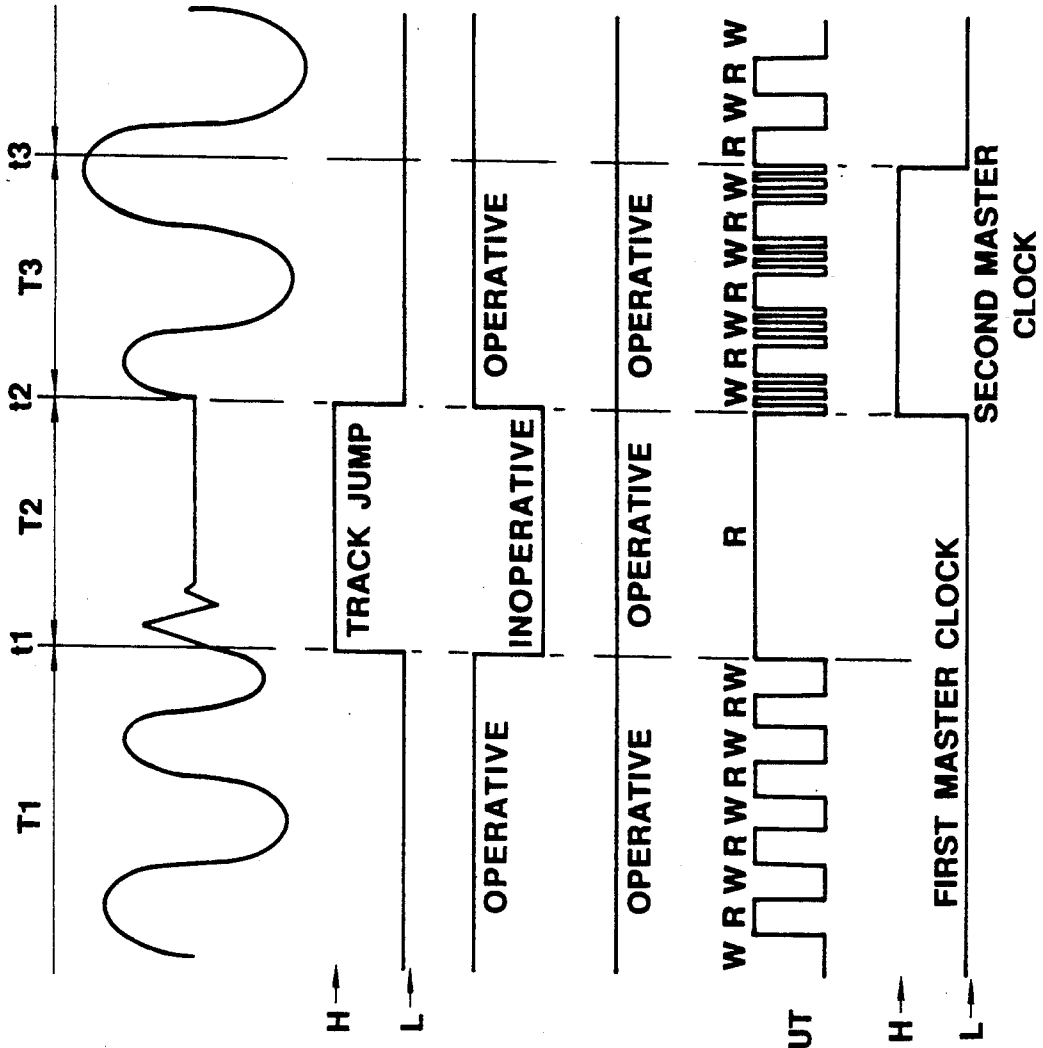 T1 t1 T2 t2 T3 t3
H
TRACK JUMP
L
OPERATIVE INOPERATIVE OPERATIVE
OPERATIVE OPERATIVE OPERATIVE
W R W R W R W R W R W R W R W R W R W R W
UT
H
FIRST MASTER CLOCK
L
SECOND MASTER
CLOCK